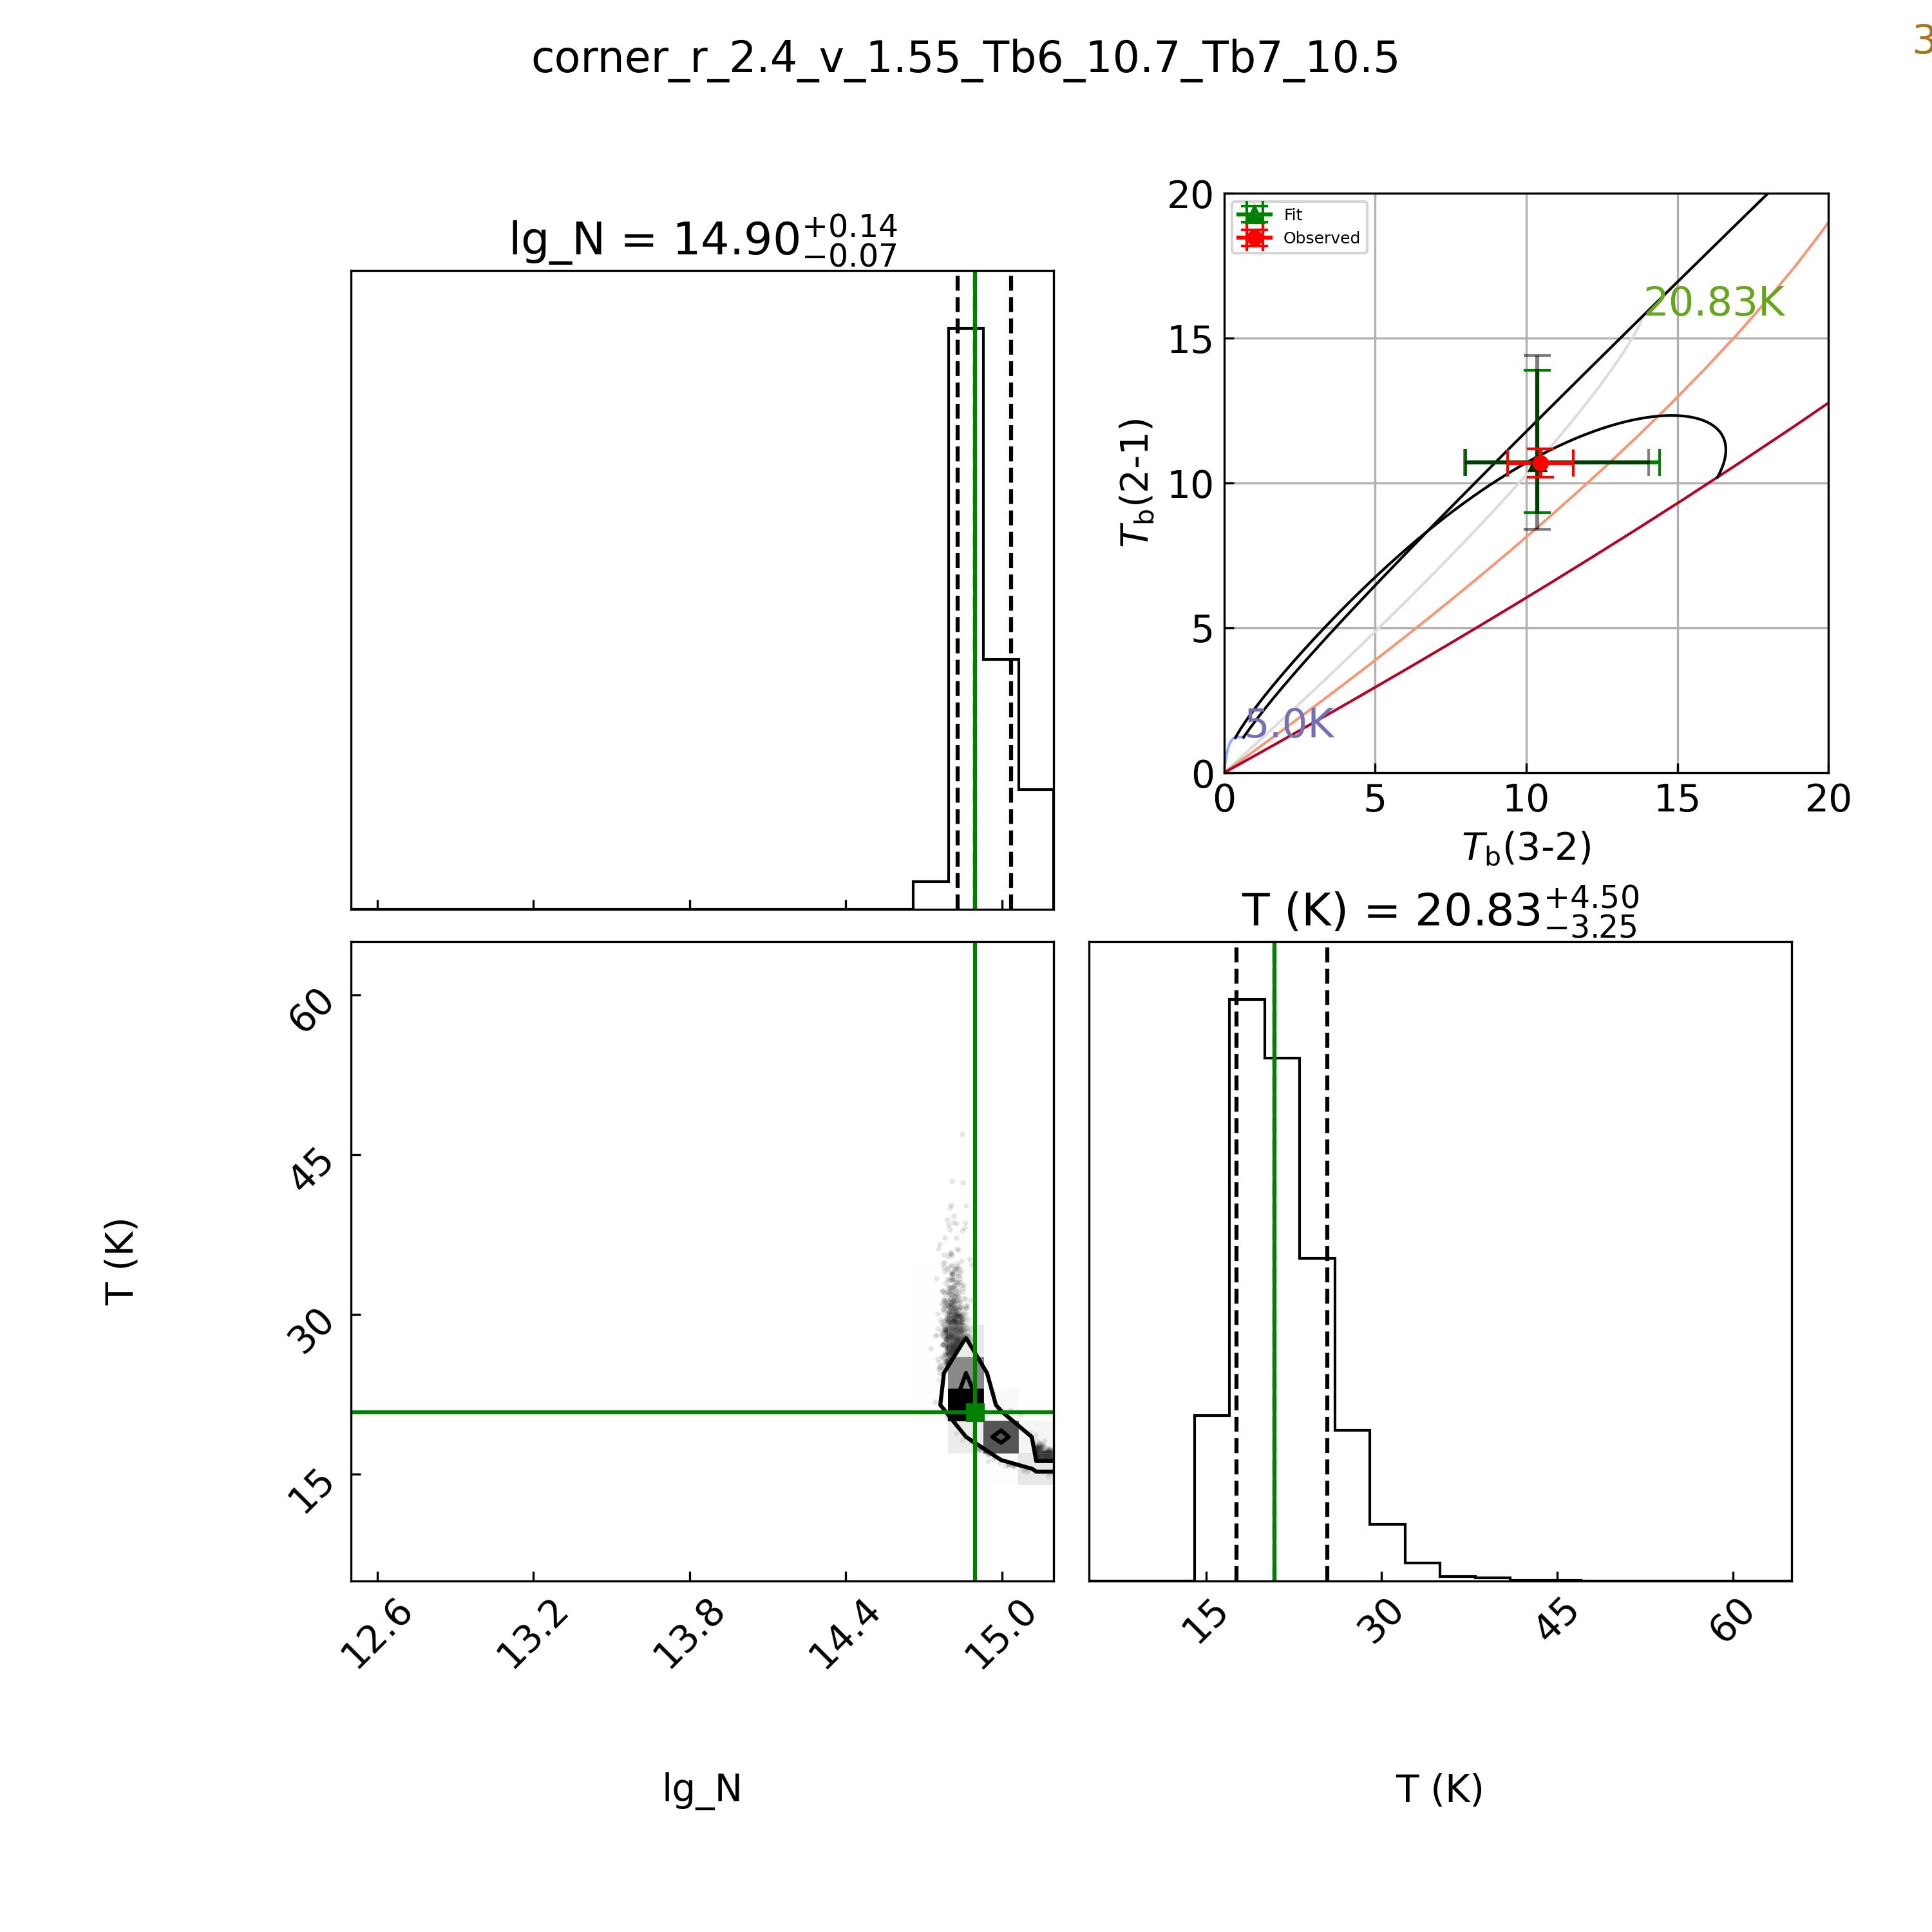 corner_r_2.4_v_1.55_Tb6_10.7_Tb7_10.5
3
lg_N = 14.90+0.14−0.07
20
15
10
5
0
Fit
Observed
20.83K
5.0K
Tb(2-1)
0 5 10 15 20
Tb(3-2)
T (K) = 20.83+4.50−3.25
60
45
30
15
T (K)
12.6 13.2 13.8 14.4 15.0
lg_N
15 30 45 60
T (K)